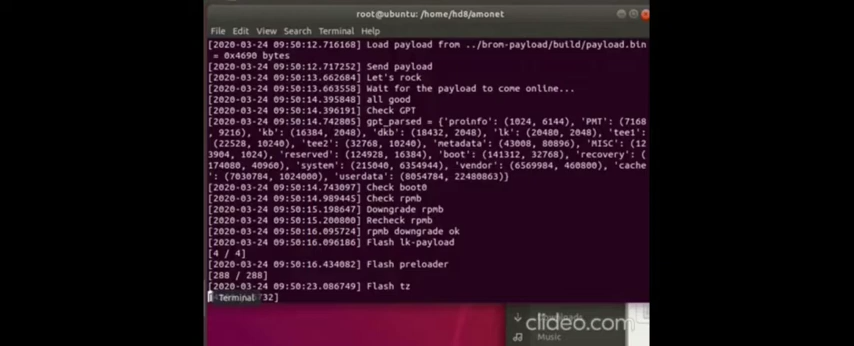 root@ubuntu: /home/hd8/amonet
File Edit View Search Terminal Help
[2020-03-24 09:50:12.716168] Load payload from ../brom-payload/build/payload.bin
= 0x4690 bytes
[2020-03-24 09:50:12.717252] Send payload
[2020-03-24 09:50:13.662684] Let's rock
[2020-03-24 09:50:13.663558] Wait for the payload to come online...
[2020-03-24 09:50:14.395848] all good
[2020-03-24 09:50:14.396191] Check GPT
[2020-03-24 09:50:14.742805] gpt_parsed = {'proinfo': (1024, 6144), 'PMT': (7168
, 9216), 'kb': (16384, 2048), 'dkb': (18432, 2048), 'lk': (20480, 2048), 'tee1':
(22528, 10240), 'tee2': (32768, 10240), 'metadata': (43008, 80896), 'MISC': (12
3904, 1024), 'reserved': (124928, 16384), 'boot': (141312, 32768), 'recovery': (
174080, 40960), 'system': (215040, 6354944), 'vendor': (6569984, 460800), 'cache
': (7030784, 1024000), 'userdata': (8054784, 22480863)}
[2020-03-24 09:50:14.743097] Check boot0
[2020-03-24 09:50:14.989445] Check rpmb
[2020-03-24 09:50:15.198647] Downgrade rpmb
[2020-03-24 09:50:15.200800] Recheck rpmb
[2020-03-24 09:50:16.095724] rpmb downgrade ok
[2020-03-24 09:50:16.096186] Flash lk-payload
[4 / 4]
[2020-03-24 09:50:16.434082] Flash preloader
[288 / 288]
[2020-03-24 09:50:23.086749] Flash tz
Terminal 732]
clideo.com
Music